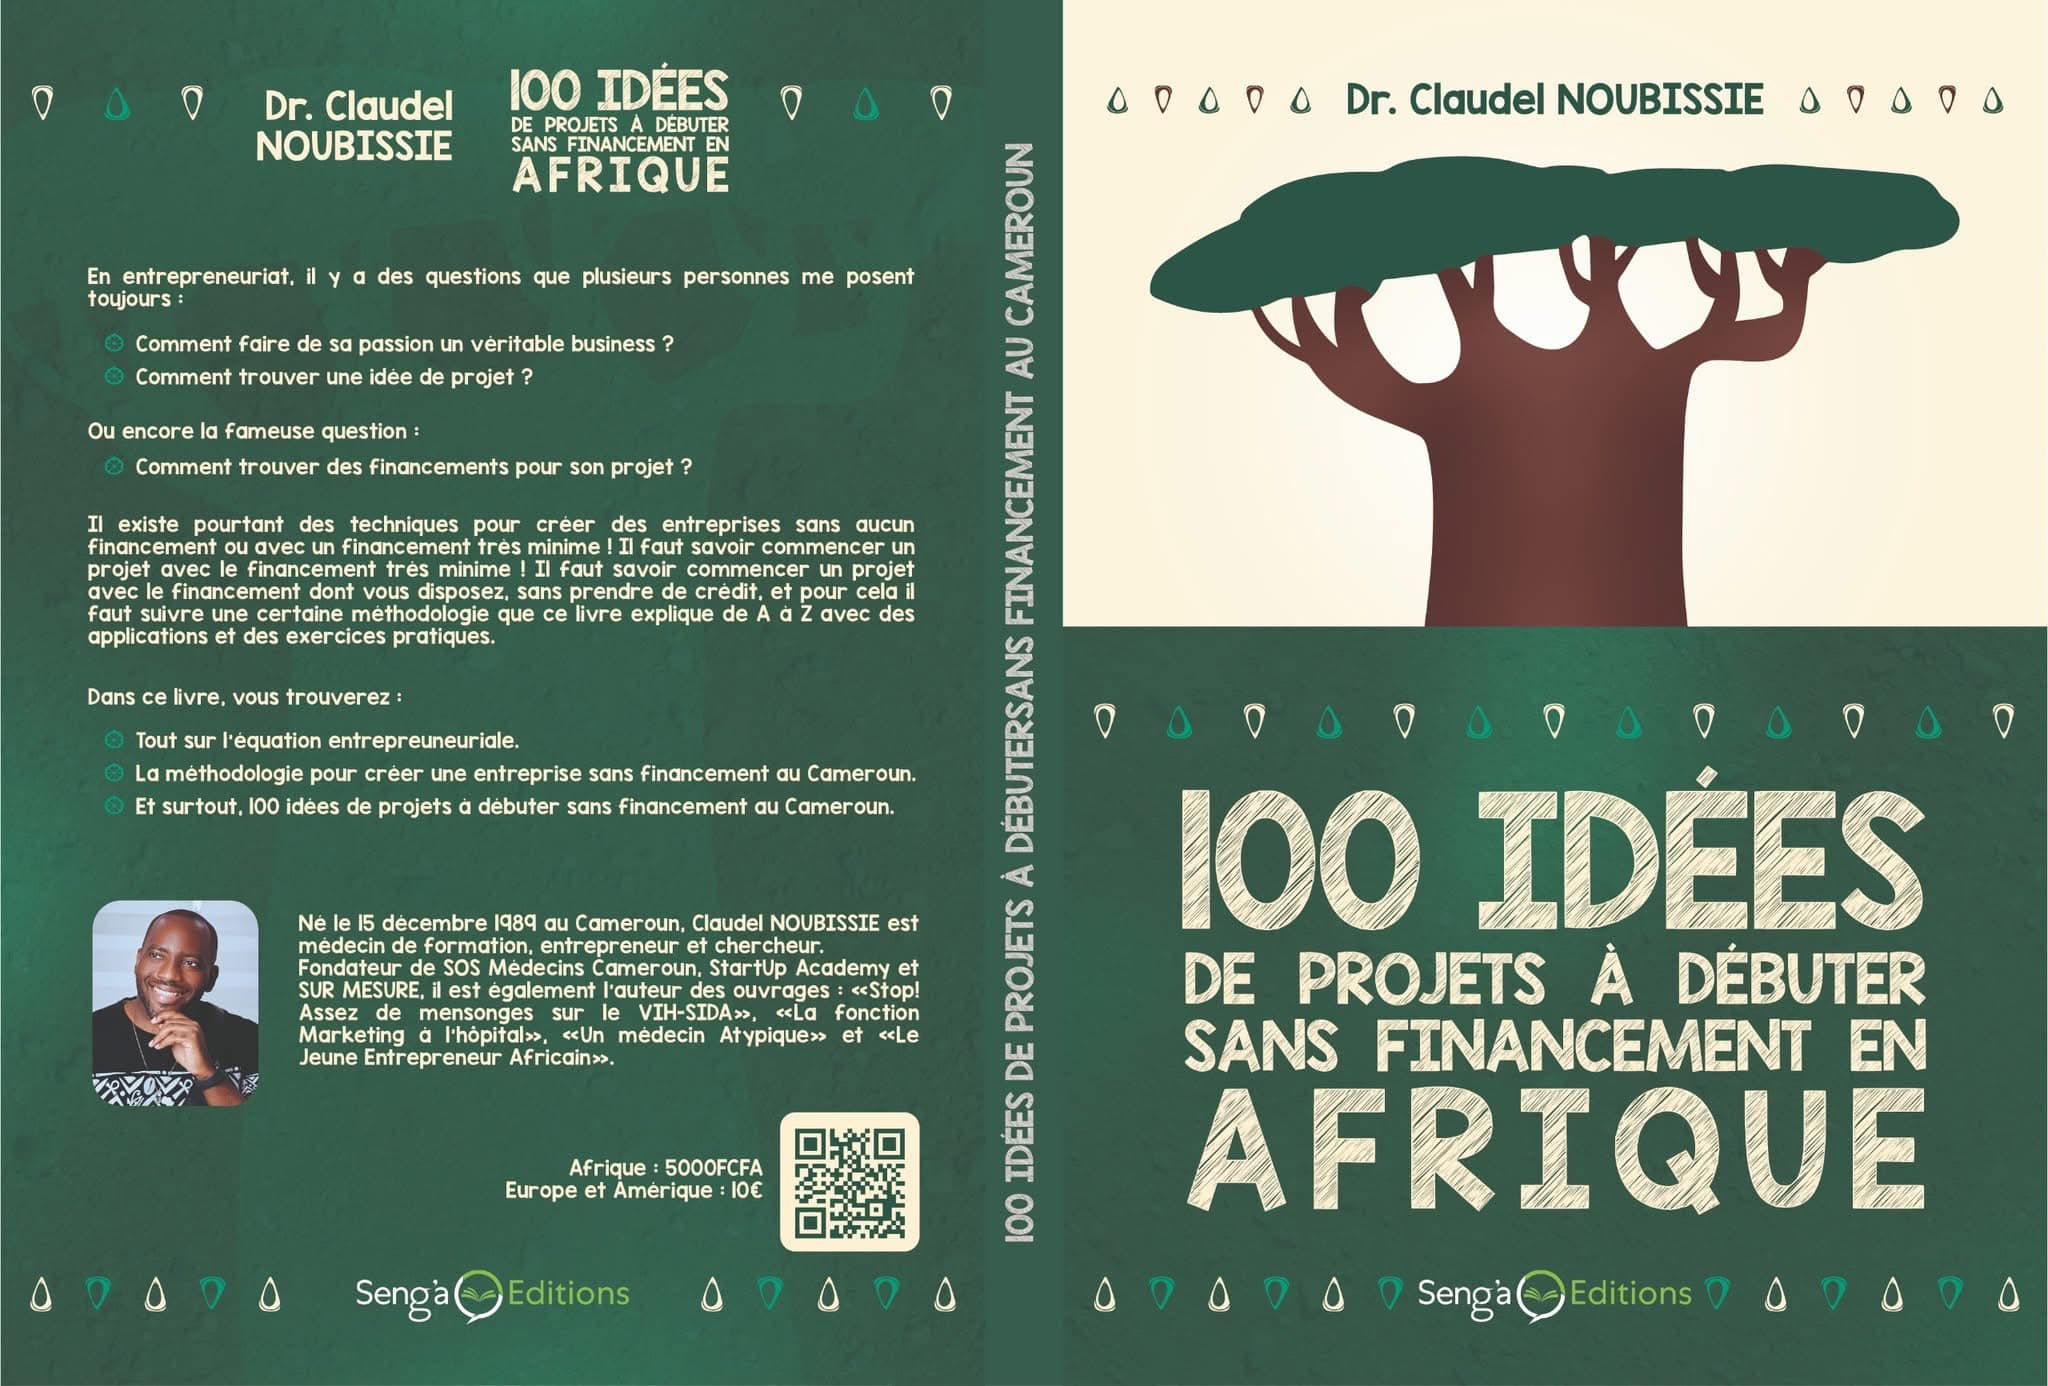 Dr. Claudel
NOUBISSIE
100 IDÉES
DE PROJETS À DÉBUTER
SANS FINANCEMENT EN
AFRIQUE
En entrepreneuriat, il y a des questions que plusieurs personnes me posent
toujours :
Comment faire de sa passion un véritable business ?
Comment trouver une idée de projet ?
Ou encore la fameuse question :
Comment trouver des financements pour son projet ?
Il existe pourtant des techniques pour créer des entreprises sans aucun
financement ou avec un financement très minime ! Il faut savoir commencer un
projet avec le financement très minime ! Il faut savoir commencer un projet
avec le financement dont vous disposez, sans prendre de crédit, et pour cela il
faut suivre une certaine méthodologie que ce livre explique de A à Z avec des
applications et des exercices pratiques.
Dans ce livre, vous trouverez :
Tout sur l'équation entrepreuneuriale.
La méthodologie pour créer une entreprise sans financement au Cameroun.
Et surtout, 100 idées de projets à débuter sans financement au Cameroun.
Né le 15 décembre 1989 au Cameroun, Claudel NOUBISSIE est
médecin de formation, entrepreneur et chercheur.
Fondateur de SOS Médecins Cameroun, StartUp Academy et
SUR MESURE, il est également l'auteur des ouvrages : «Stop!
Assez de mensonges sur le VIH-SIDA», «La fonction
Marketing à l'hôpital», «Un médecin Atypique» et «Le
Jeune Entrepreneur Africain».
Afrique : 5000FCFA
Europe et Amérique : 10€
Seng'a Editions
100 IDÉES DE PROJETS À DÉBUTERSANS FINANCEMENT AU CAMEROUN
Dr. Claudel NOUBISSIE
100 IDÉES
DE PROJETS À DÉBUTER
SANS FINANCEMENT EN
AFRIQUE
Seng'a Editions